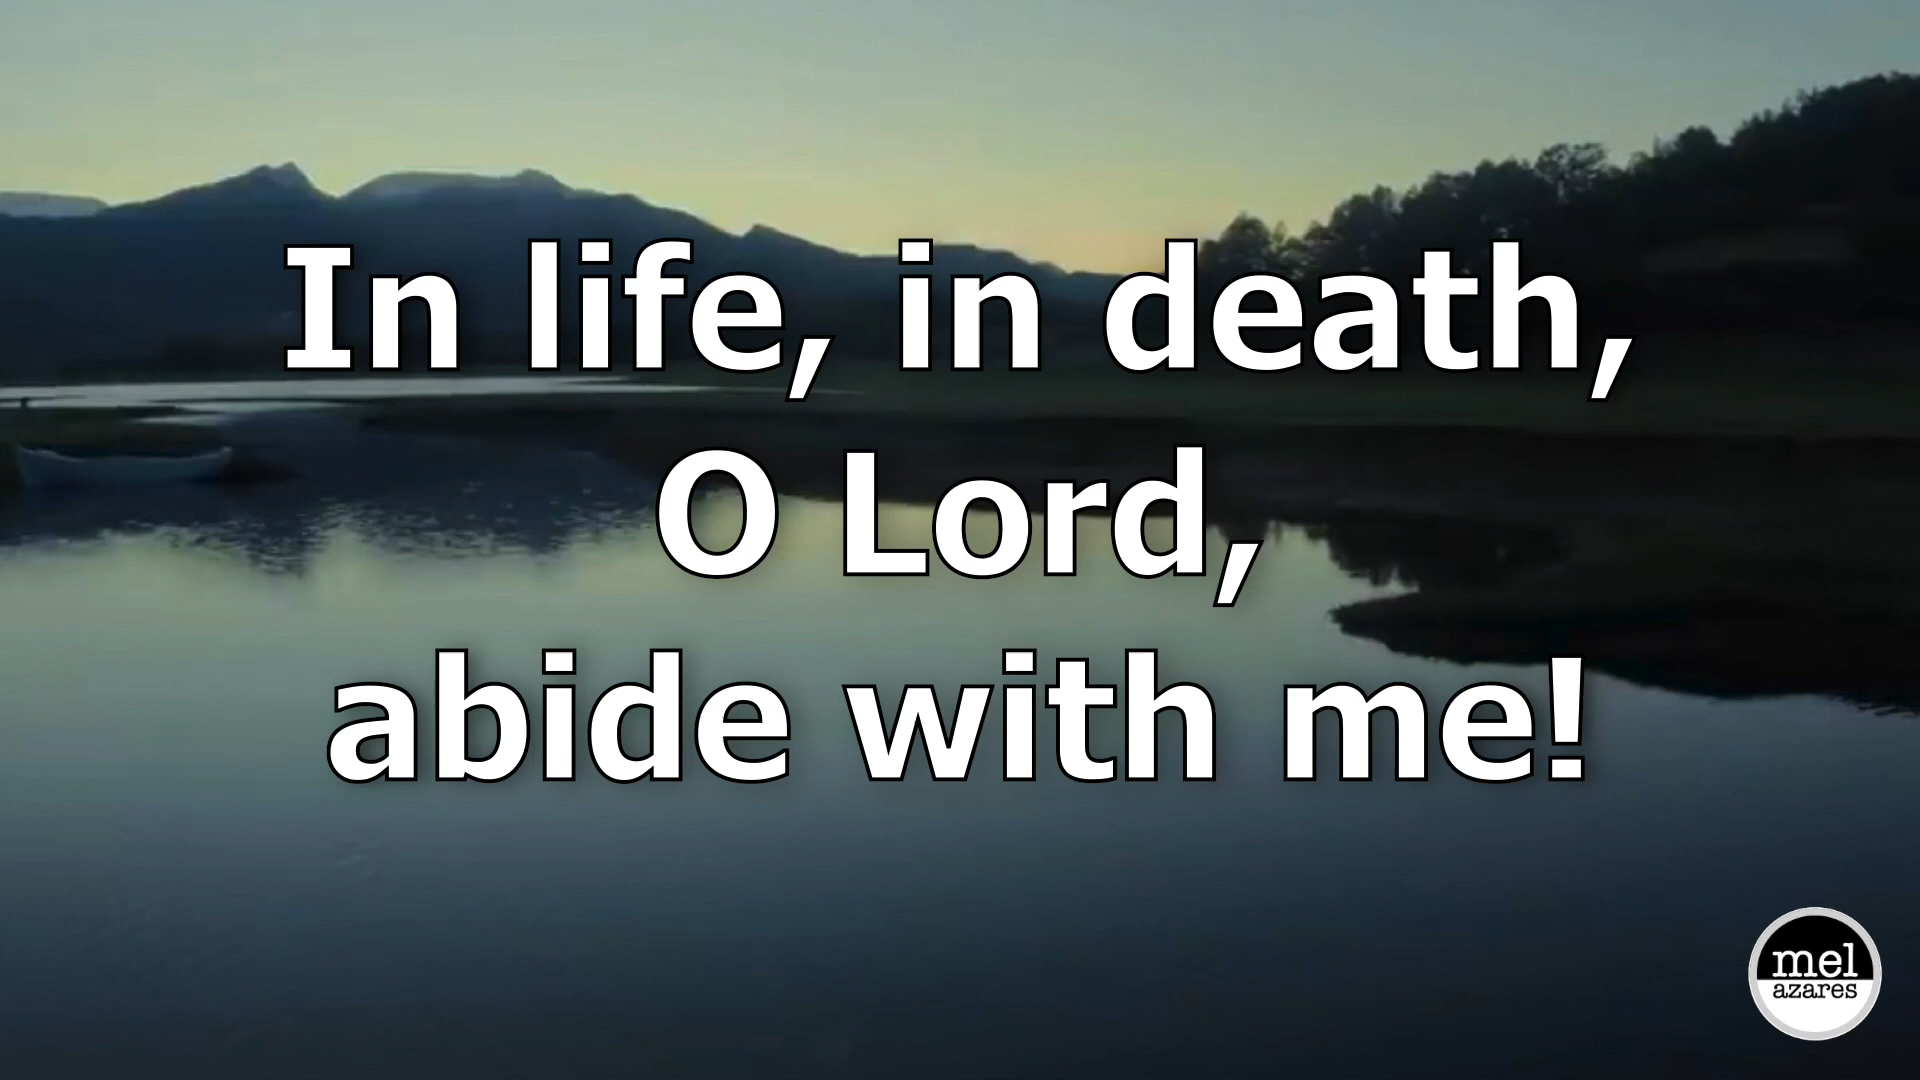 In life, in death,
O Lord,
abide with me!
mel
azares